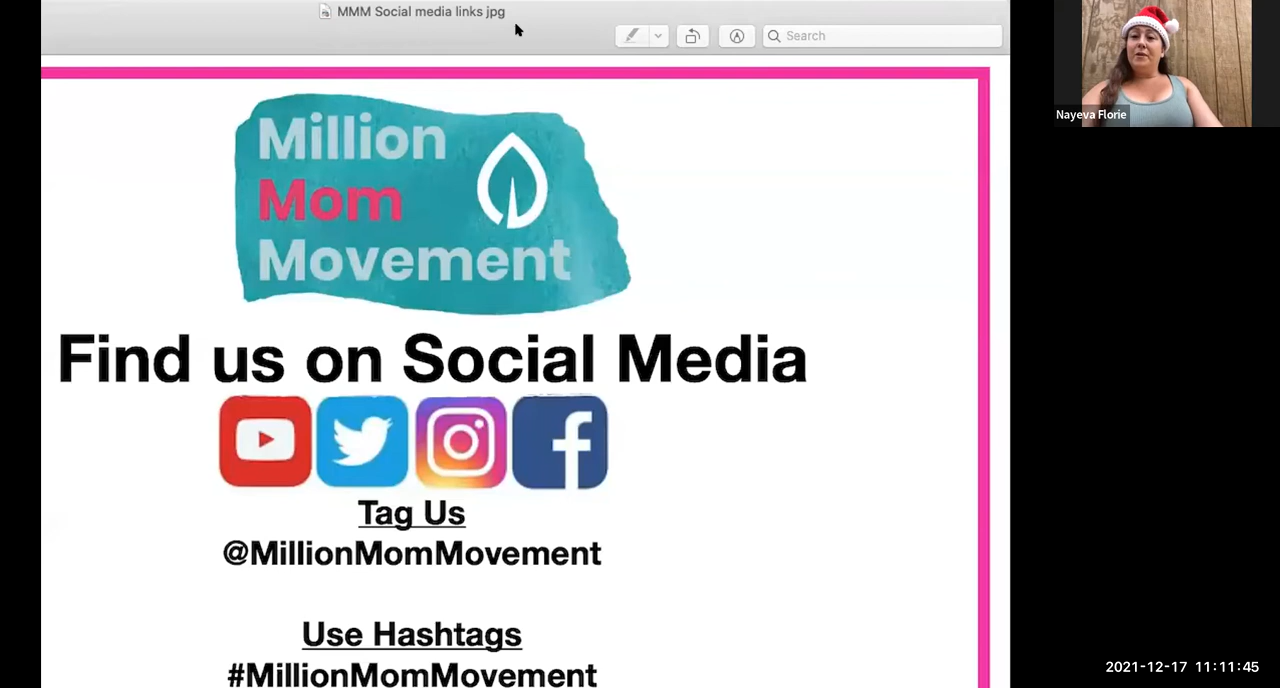 MMM Social media links jpg
Search
Nayeva Florie
Million
Mom
Movement
Find us on Social Media
Tag Us
@MillionMomMovement
Use Hashtags
#MillionMomMovement
2021-12-17 11:11:45